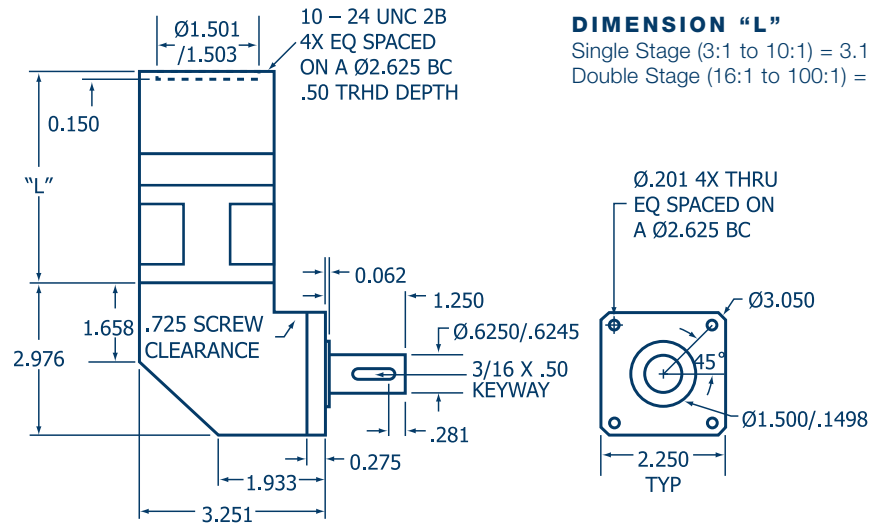 Ø1.501
/1.503
10 – 24 UNC 2B
4X EQ SPACED
ON A Ø2.625 BC
.50 TRHD DEPTH
DIMENSION “L”
Single Stage (3:1 to 10:1) = 3.1
Double Stage (16:1 to 100:1) =
0.150
“L”
Ø.201 4X THRU
EQ SPACED ON
A Ø2.625 BC
0.062
1.250
1.658
.725 SCREW
CLEARANCE
2.976
Ø.6250/.6245
3/16 X .50
KEYWAY
.281
0.275
1.933
3.251
Ø3.050
45°
Ø1.500/.1498
2.250
TYP